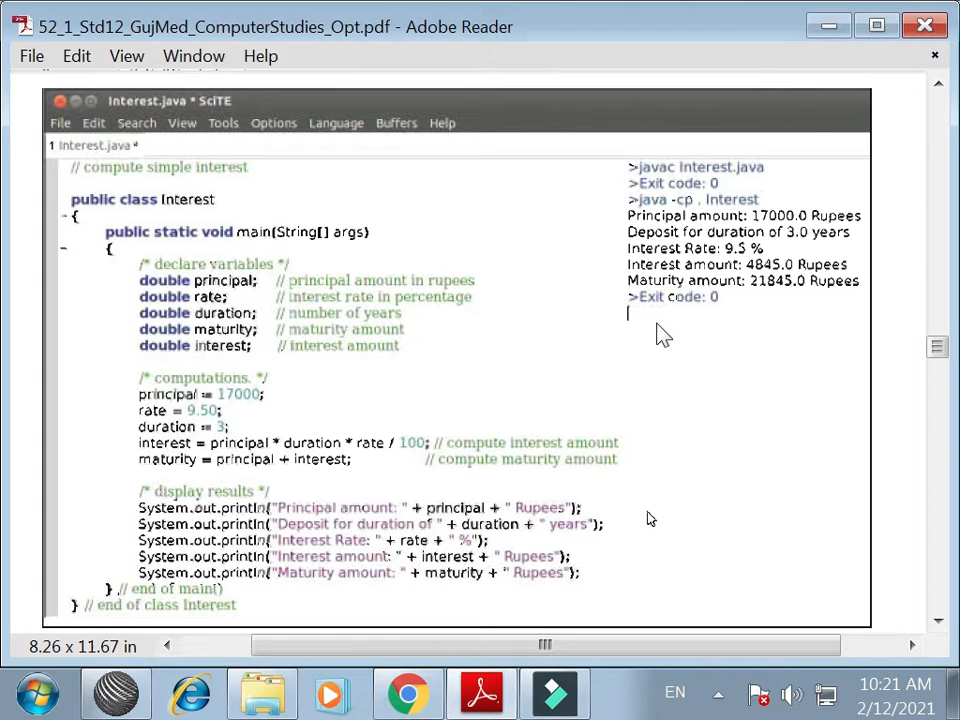 52_1_Std12_GujMed_ComputerStudies_Opt.pdf - Adobe Reader
File Edit View Window Help
Interest.java * SciTE
File Edit Search View Tools Options Language Buffers Help
1 Interest.java *
// compute simple interest
public class Interest
{
public static void main(String[] args)
{
/* declare variables */
double principal; // principal amount in rupees
double rate; // interest rate in percentage
double duration; // number of years
double maturity; // maturity amount
double interest; // interest amount
/* computations. */
principal = 17000;
rate = 9.50;
duration = 3;
interest = principal * duration * rate / 100; // compute interest amount
maturity = principal + interest; // compute maturity amount
/* display results */
System.out.println("Principal amount: " + principal + " Rupees");
System.out.println("Deposit for duration of " + duration + " years");
System.out.println("Interest Rate: " + rate + " %");
System.out.println("Interest amount: " + interest + " Rupees");
System.out.println("Maturity amount: " + maturity + " Rupees");
} // end of main()
} // end of class Interest
>javac Interest.java
>Exit code: 0
>java -cp . Interest
Principal amount: 17000.0 Rupees
Deposit for duration of 3.0 years
Interest Rate: 9.5 %
Interest amount: 4845.0 Rupees
Maturity amount: 21845.0 Rupees
>Exit code: 0
8.26 x 11.67 in
EN
10:21 AM
2/12/2021